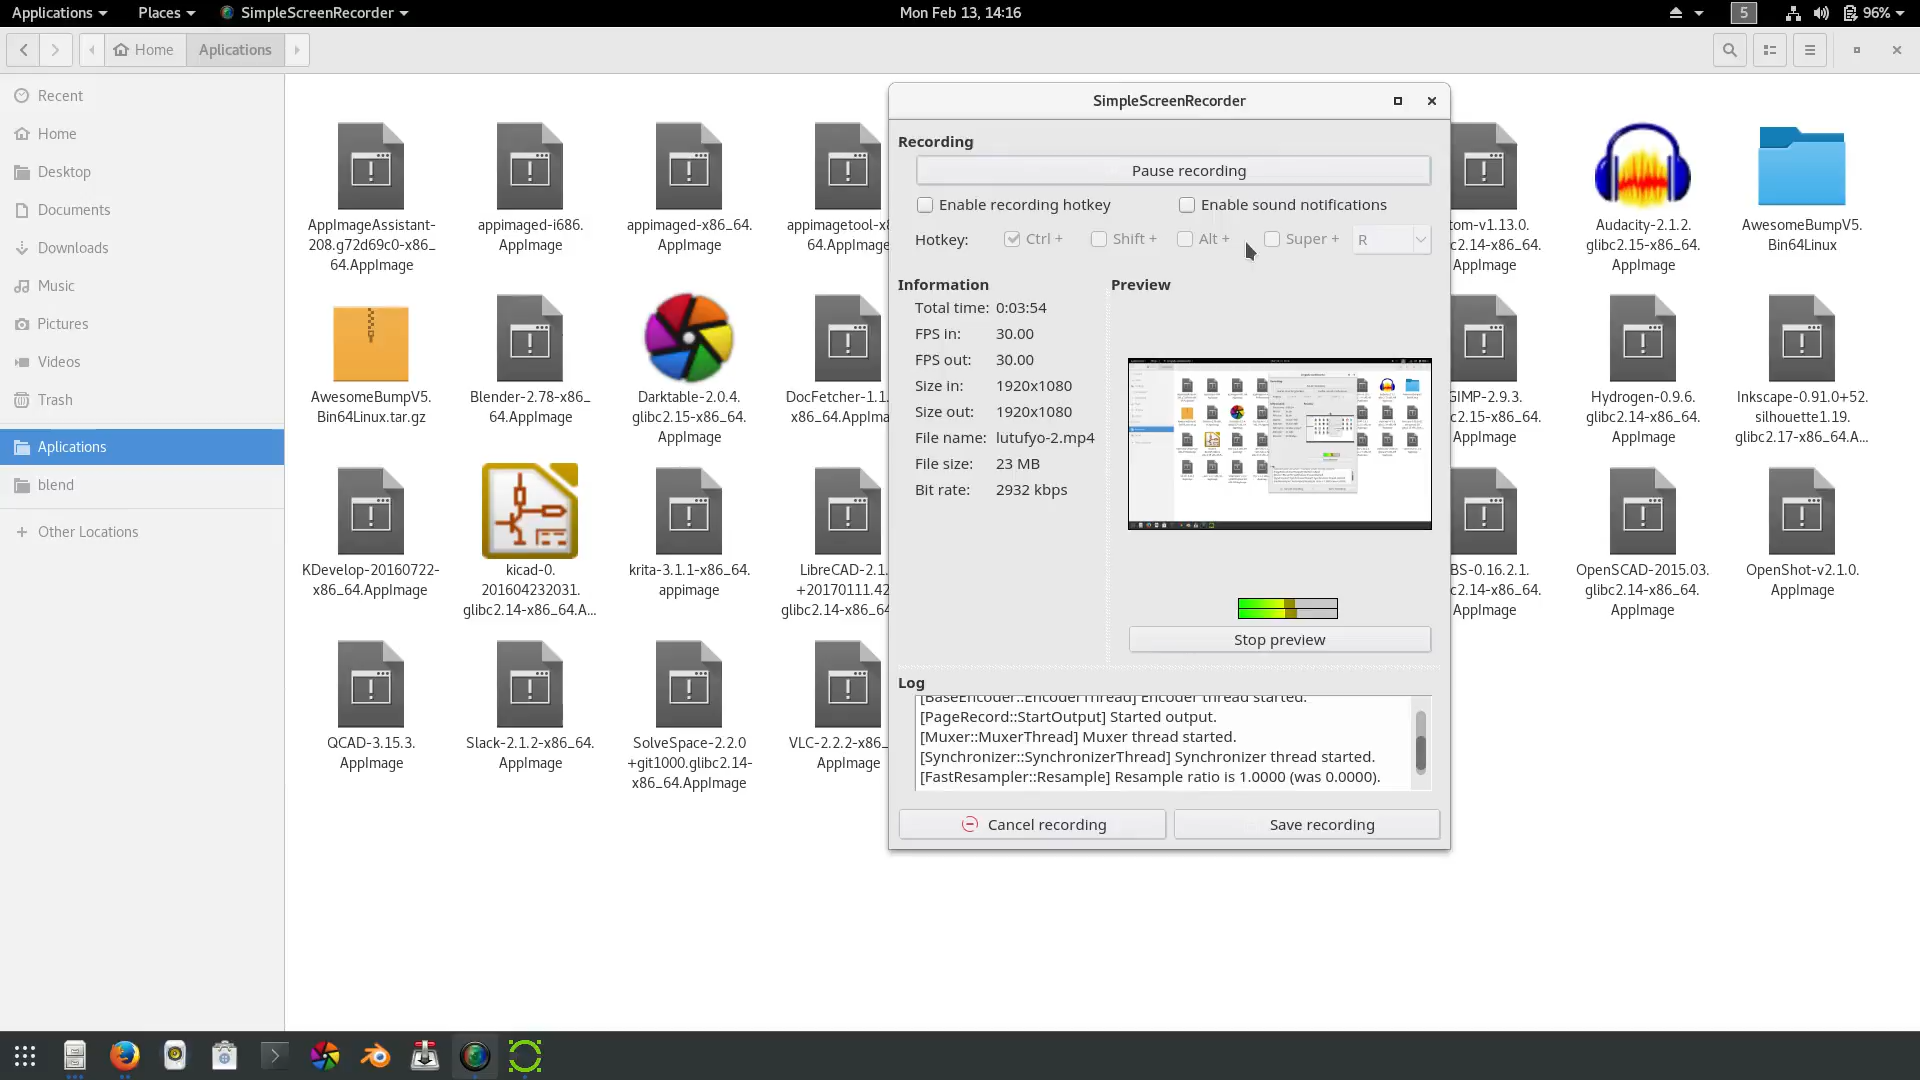 Applications
Places
SimpleScreenRecorder
Mon Feb 13, 14:16
5
96%
Home
Aplications
Recent
Home
Desktop
Documents
Downloads
Music
Pictures
Videos
Trash
Aplications
blend
Other Locations
AppImageAssistant-
208.g72d69c0-x86_
64.AppImage
appimaged-i686.
AppImage
appimaged-x86_64.
AppImage
appimagetool-x8
64.AppImage
tom-v1.13.0.
c2.14-x86_64.
AppImage
Audacity-2.1.2.
glibc2.15-x86_64.
AppImage
AwesomeBumpV5.
Bin64Linux
AwesomeBumpV5.
Bin64Linux.tar.gz
Blender-2.78-x86_
64.AppImage
Darktable-2.0.4.
glibc2.15-x86_64.
AppImage
DocFetcher-1.1.
x86_64.AppIma
GIMP-2.9.3.
c2.15-x86_64.
AppImage
Hydrogen-0.9.6.
glibc2.14-x86_64.
AppImage
Inkscape-0.91.0+52.
silhouette1.19.
glibc2.17-x86_64.A...
KDevelop-20160722-
x86_64.AppImage
kicad-0.
201604232031.
glibc2.14-x86_64.A...
krita-3.1.1-x86_64.
appimage
LibreCAD-2.1.
+20170111.42
glibc2.14-x86_64
BS-0.16.2.1.
c2.14-x86_64.
AppImage
OpenSCAD-2015.03.
glibc2.14-x86_64.
AppImage
OpenShot-v2.1.0.
AppImage
QCAD-3.15.3.
AppImage
Slack-2.1.2-x86_64.
AppImage
SolveSpace-2.2.0
+git1000.glibc2.14-
x86_64.AppImage
VLC-2.2.2-x86_
AppImage
SimpleScreenRecorder
Recording
Pause recording
Enable recording hotkey
Enable sound notifications
Hotkey:
Ctrl +
Shift +
Alt +
Super +
R
Information
Total time: 0:03:54
FPS in: 30.00
FPS out: 30.00
Size in: 1920x1080
Size out: 1920x1080
File name: lutufyo-2.mp4
File size: 23 MB
Bit rate: 2932 kbps
Preview
Stop preview
Log
[BaseEncoder::EncoderThread] Encoder thread started.
[PageRecord::StartOutput] Started output.
[Muxer::MuxerThread] Muxer thread started.
[Synchronizer::SynchronizerThread] Synchronizer thread started.
[FastResampler::Resample] Resample ratio is 1.0000 (was 0.0000).
Cancel recording
Save recording